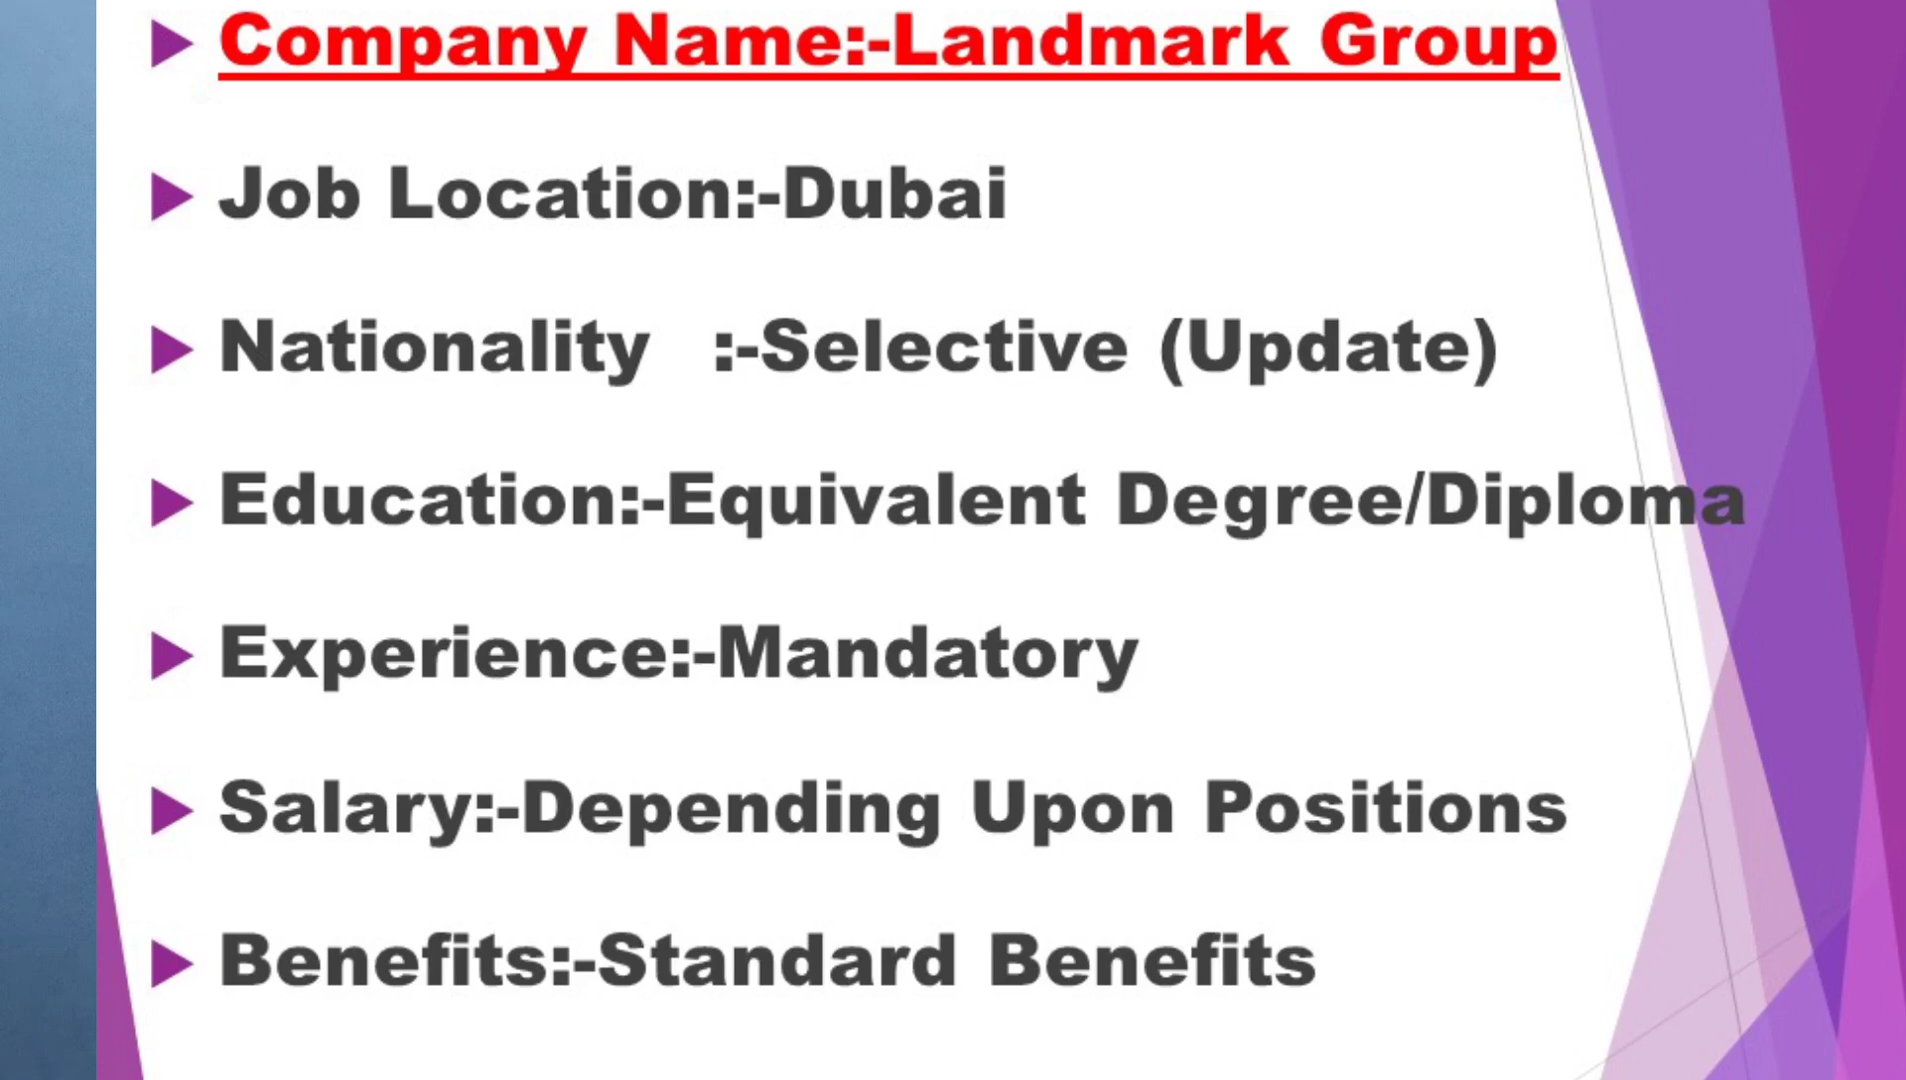 Company Name:-Landmark Group
Job Location:-Dubai
Nationality :-Selective (Update)
Education:-Equivalent Degree/Diploma
Experience:-Mandatory
Salary:-Depending Upon Positions
Benefits:-Standard Benefits